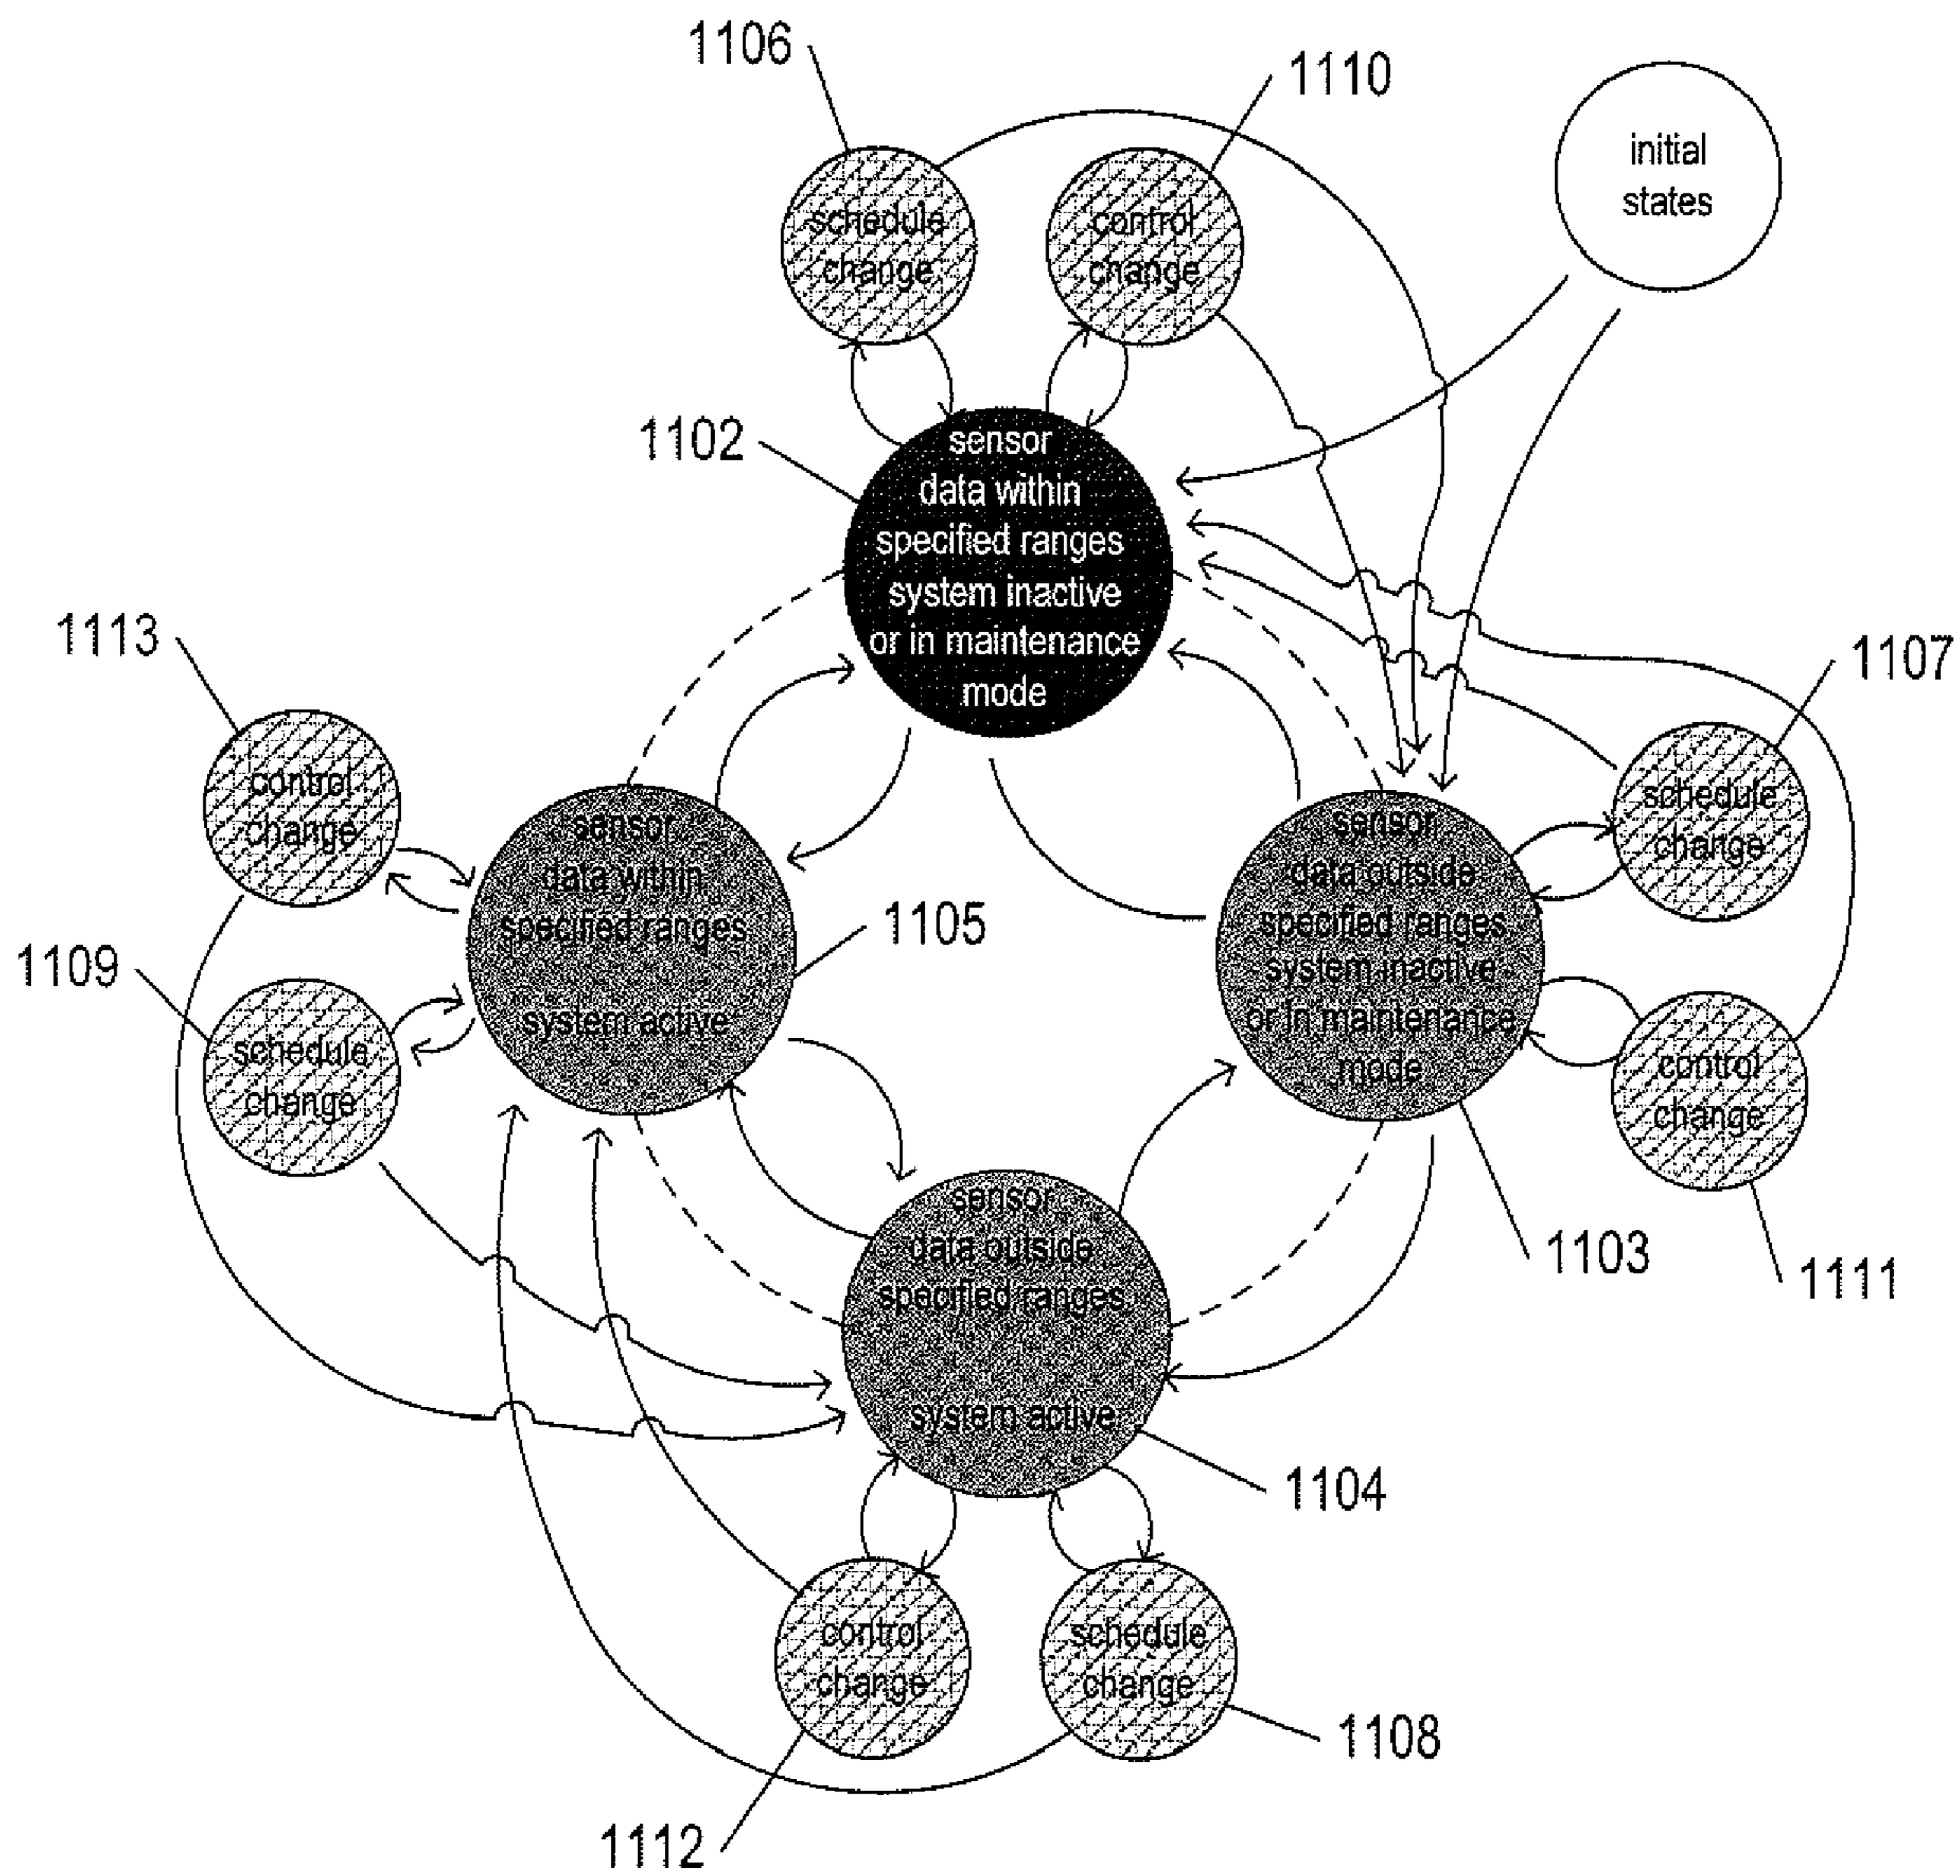 1106
1110
initial
states
schedule
change
control
change
1102
sensor
data within
specified ranges
system inactive
or in maintenance
mode
1113
1107
control
change
sensor
data within
specified ranges
system active
1105
sensor
data outside
specified ranges
system inactive
or in maintenance
mode
schedule
change
1109
schedule
change
control
change
1103
1111
sensor
data outside
specified ranges
system active
1104
control
change
schedule
change
1108
1112